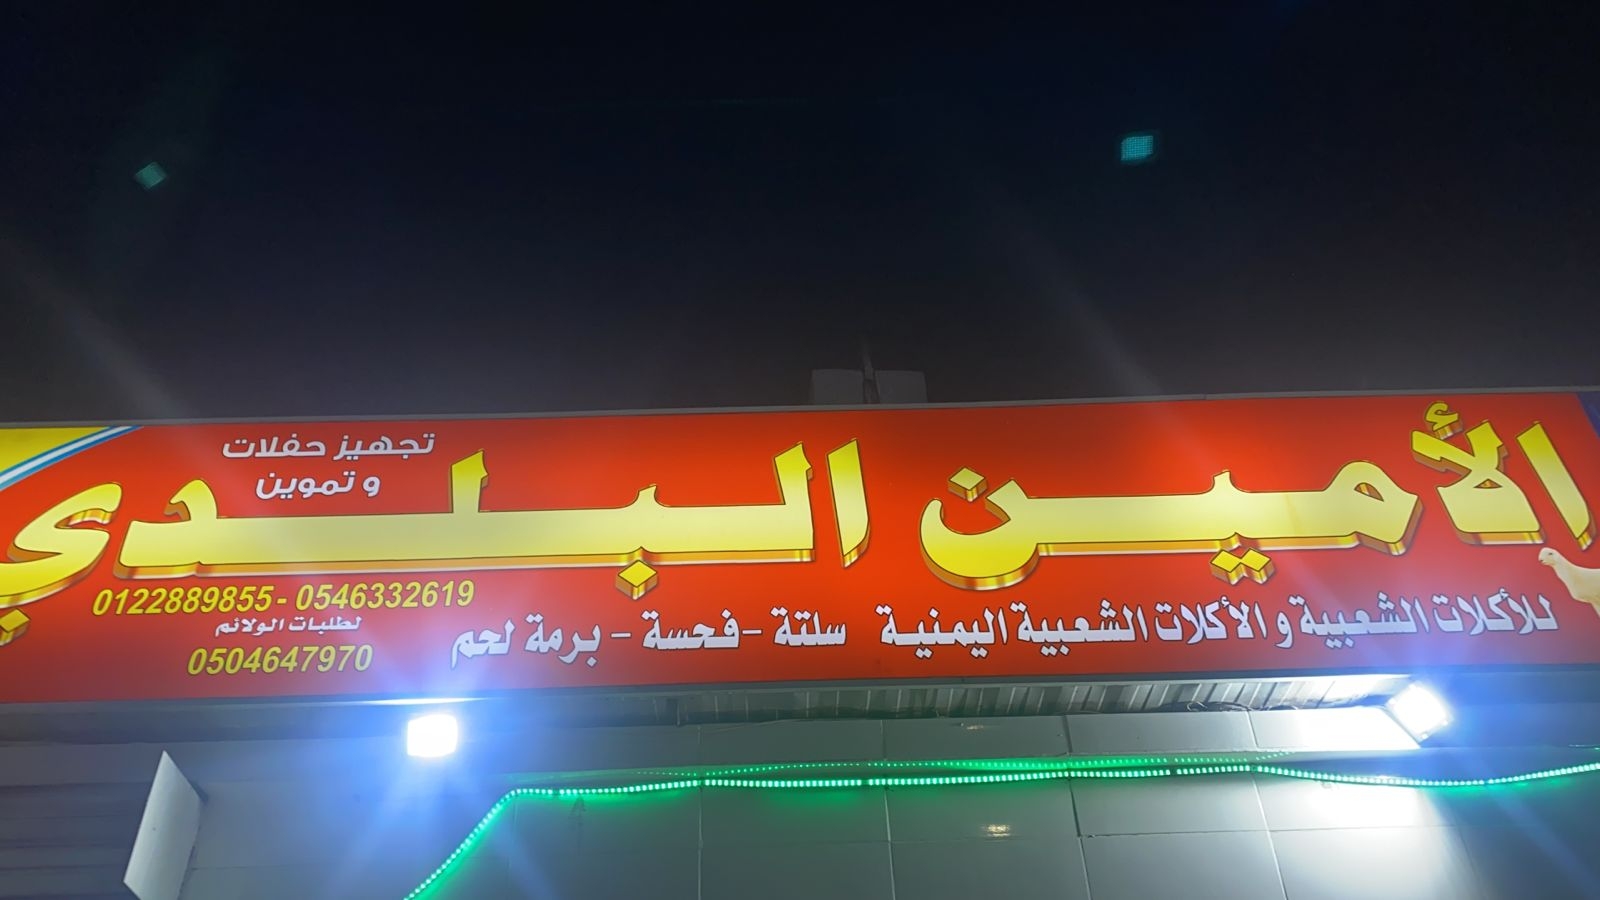 الأمين البلدي
تجهيز حفلات
و تموين
للأكلات الشعبية و الأكلات الشعبية اليمنية سلتة - فحسة - برمة لحم
0122889855 - 0546332619
لطلبات الولائم
0504647970